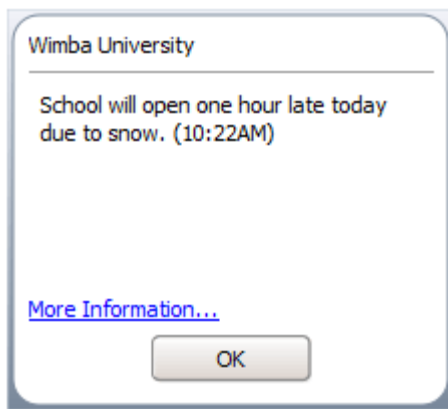 Wimba University
School will open one hour late today
due to snow. (10:22AM)
More Information...
OK